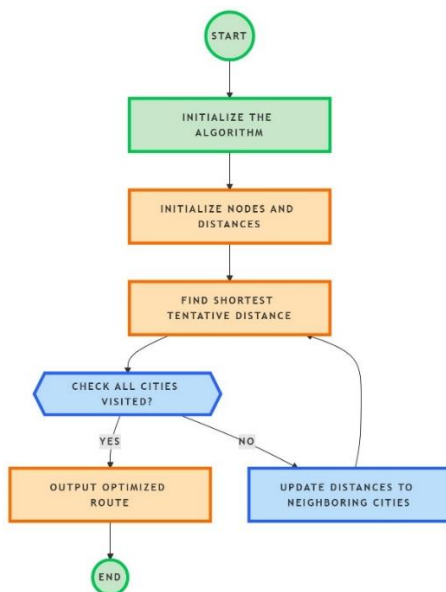 START
INITIALIZE THE
ALGORITHM
INITIALIZE NODES AND
DISTANCES
FIND SHORTEST
TENTATIVE DISTANCE
CHECK ALL CITIES
VISITED?
YES
NO
OUTPUT OPTIMIZED
ROUTE
UPDATE DISTANCES TO
NEIGHBORING CITIES
END